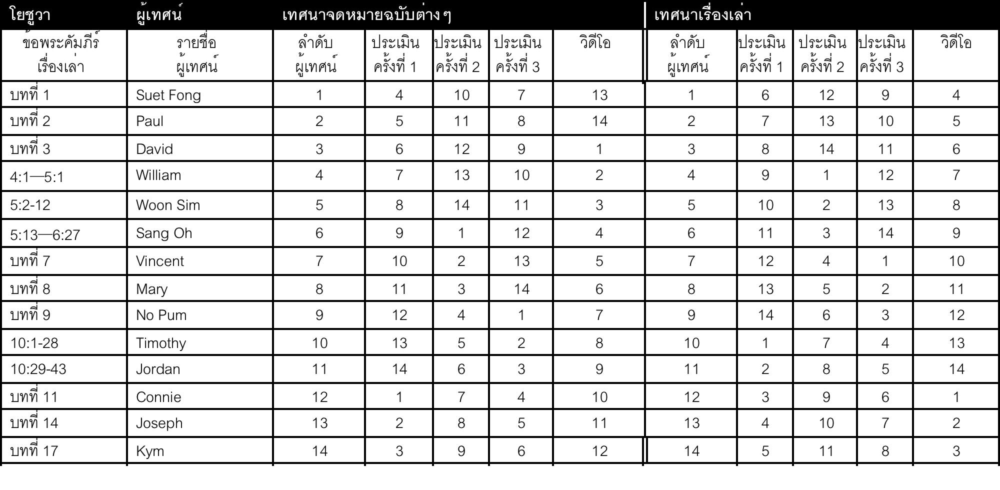 โยชูวา ผู้เทศน์ เทศนาจดหมายฉบับต่างๆ เทศนาเรื่องเล่า
ข้อพระคัมภีร์ รายชื่อ ลำดับ ประเมิน ประเมิน ประเมิน วิดีโอ ลำดับ ประเมิน ประเมิน ประเมิน วิดีโอ
เรื่องเล่า ผู้เทศน์ ผู้เทศน์ ครั้งที่ 1 ครั้งที่ 2 ครั้งที่ 3 ผู้เทศน์ ครั้งที่ 1 ครั้งที่ 2 ครั้งที่ 3
บทที่ 1 Suet Fong 1 4 10 7 13 1 6 12 9 4
บทที่ 2 Paul 2 5 11 8 14 2 7 13 10 5
บทที่ 3 David 3 6 12 9 1 3 8 14 11 6
4:1—5:1 William 4 7 13 10 2 4 9 1 12 7
5:2-12 Woon Sim 5 8 14 11 3 5 10 2 13 8
5:13—6:27 Sang Oh 6 9 1 12 4 6 11 3 14 9
บทที่ 7 Vincent 7 10 2 13 5 7 12 4 1 10
บทที่ 8 Mary 8 11 3 14 6 8 13 5 2 11
บทที่ 9 No Pum 9 12 4 1 7 9 14 6 3 12
10:1-28 Timothy 10 13 5 2 8 10 1 7 4 13
10:29-43 Jordan 11 14 6 3 9 11 2 8 5 14
บทที่ 11 Connie 12 1 7 4 10 12 3 9 6 1
บทที่ 14 Joseph 13 2 8 5 11 13 4 10 7 2
บทที่ 17 Kym 14 3 9 6 12 14 5 11 8 3